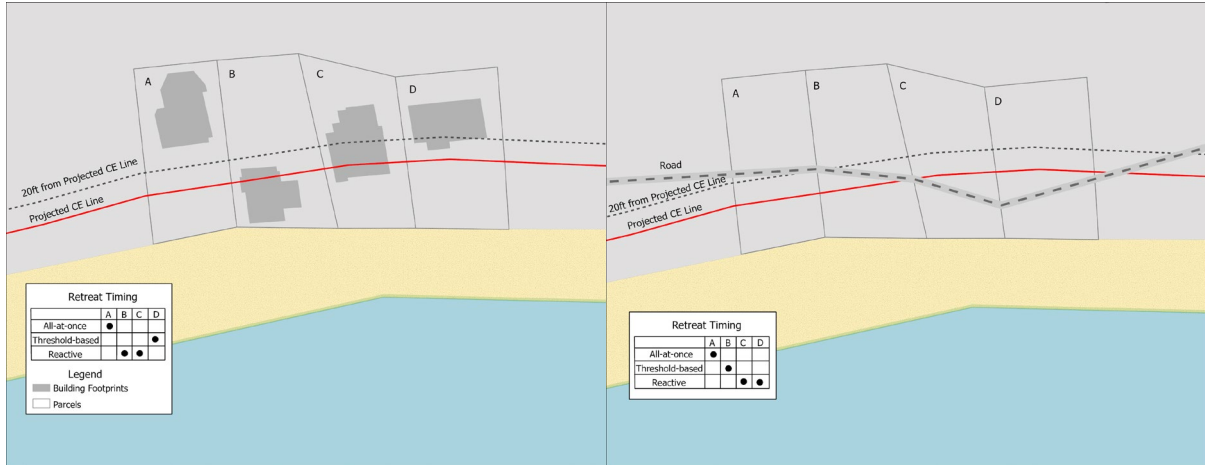 A
B
C
D
20ft from Projected CE Line
Projected CE Line
Retreat Timing
A B C D
All-at-once ●
Threshold-based ●
Reactive ● ●
Legend
Building Footprints
Parcels
A
B
C
D
Road
20ft from Projected CE Line
Projected CE Line
Retreat Timing
A B C D
All-at-once ●
Threshold-based ●
Reactive ● ●